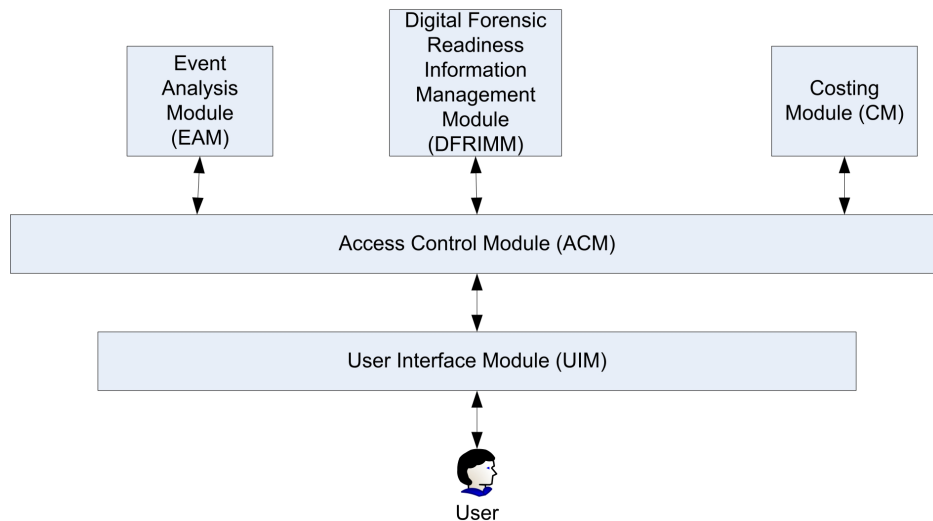 Event
Analysis
Module
(EAM)
Digital Forensic
Readiness
Information
Management
Module
(DFRIMM)
Costing
Module (CM)
Access Control Module (ACM)
User Interface Module (UIM)
User